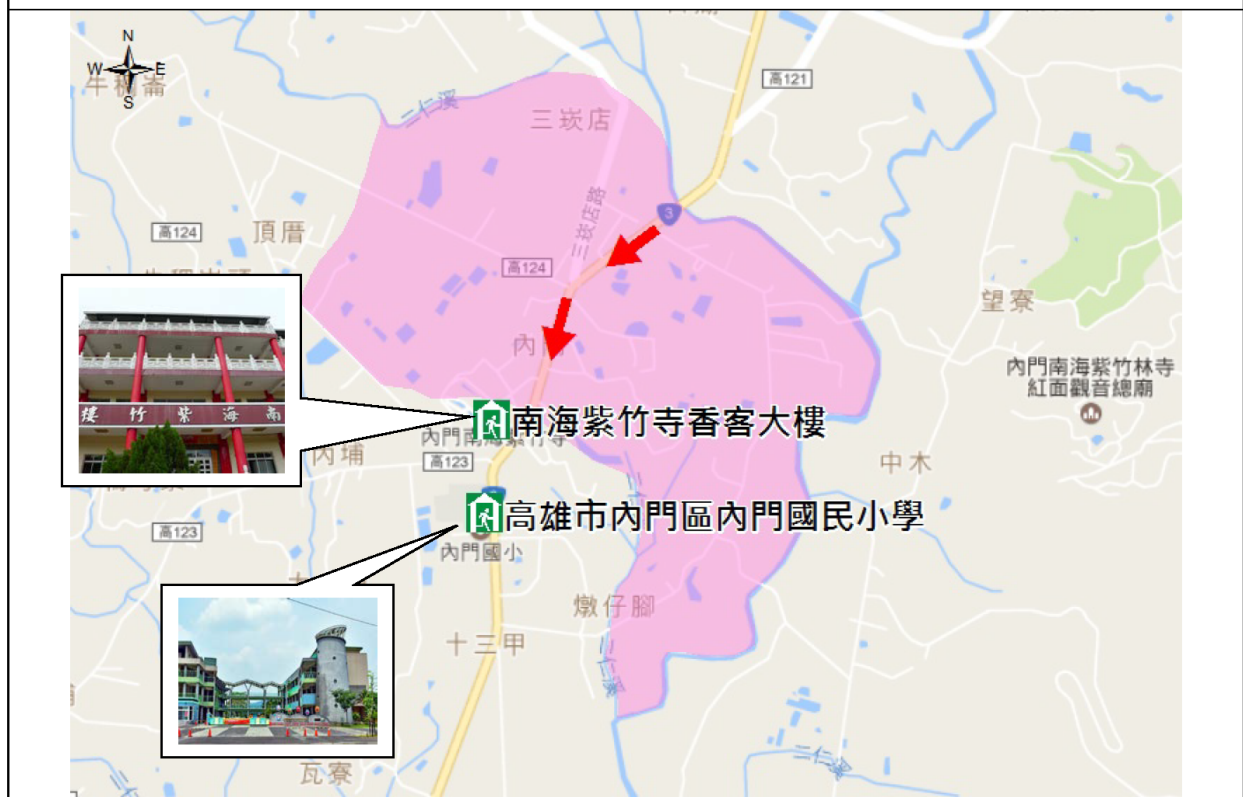 N
W E
S
牛稠崙
二仁溪
三崁店
高121
三崁店路
3
高124
頂厝
高124
望寮
內門南海紫竹林寺
紅面觀音總廟
樓竹紫海南
南海紫竹寺香客大樓
內門南海紫竹寺
內埔
高123
中木
高雄市內門區內門國民小學
高123
內門國小
墩仔腳
十三甲
二仁溪
二仁溪
瓦寮